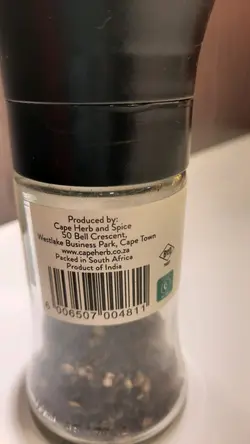 Produced by:
Cape Herb and Spice
50 Bell Crescent,
Westlake Business Park, Cape Town
www.capeherb.co.za
Packed in South Africa
Product of India
6 006507 004811